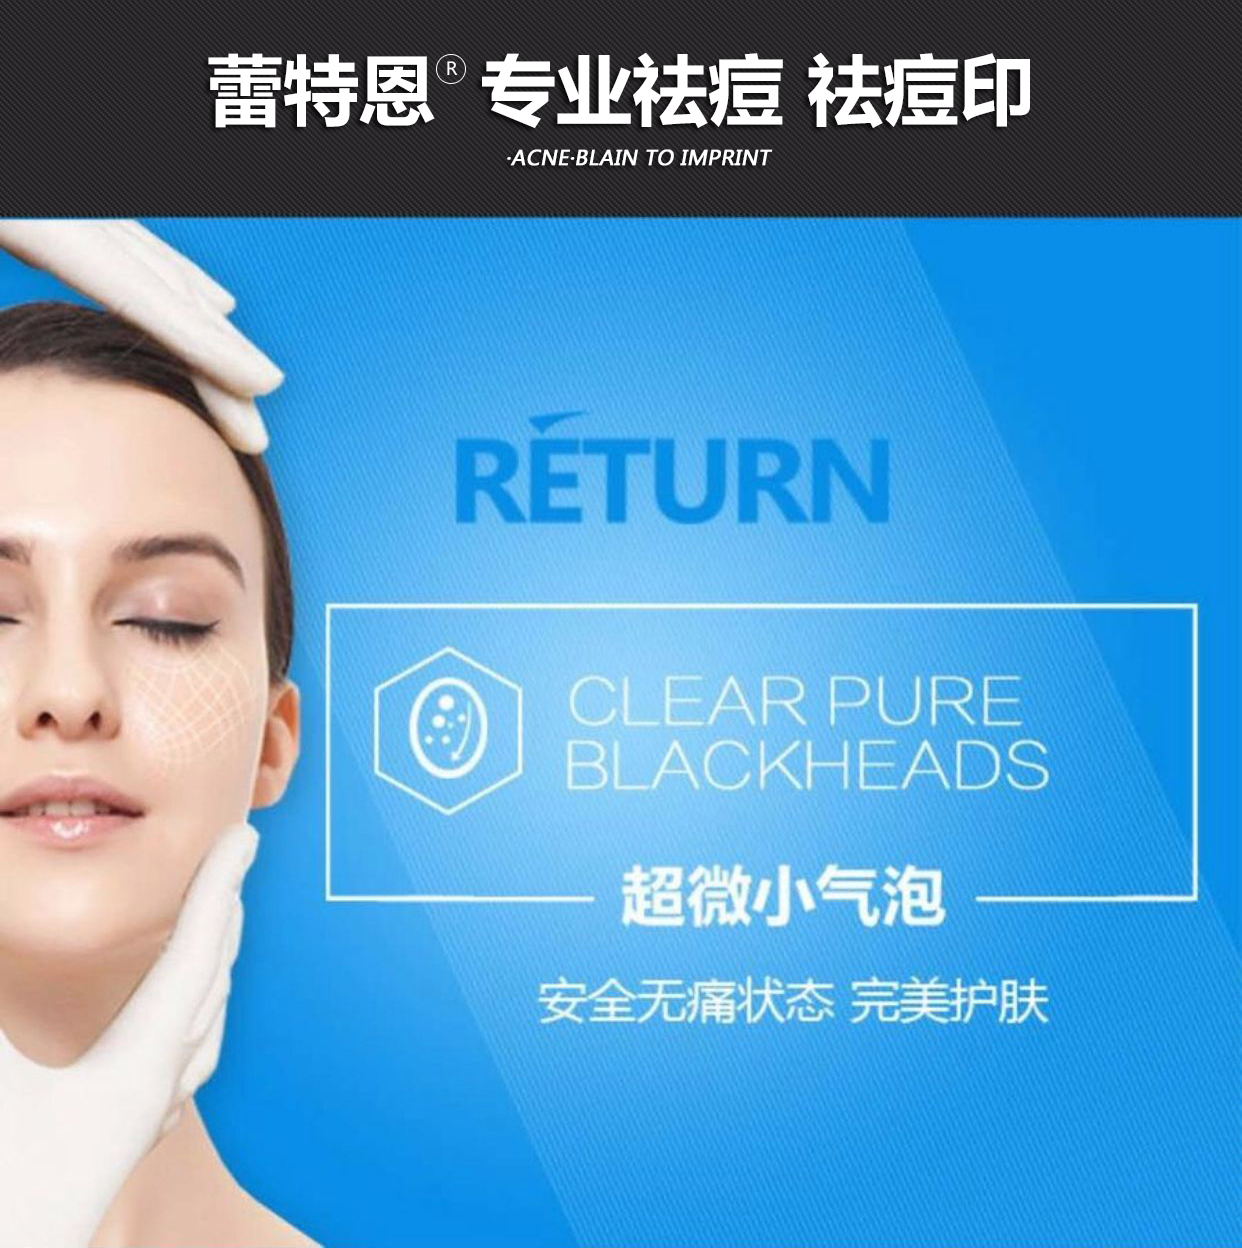 蕾特恩® 专业祛痘 祛痘印
·ACNE·BLAIN TO IMPRINT
RÉTURN
CLEAR PURE
BLACKHEADS
超微小气泡
安全无痛状态 完美护肤